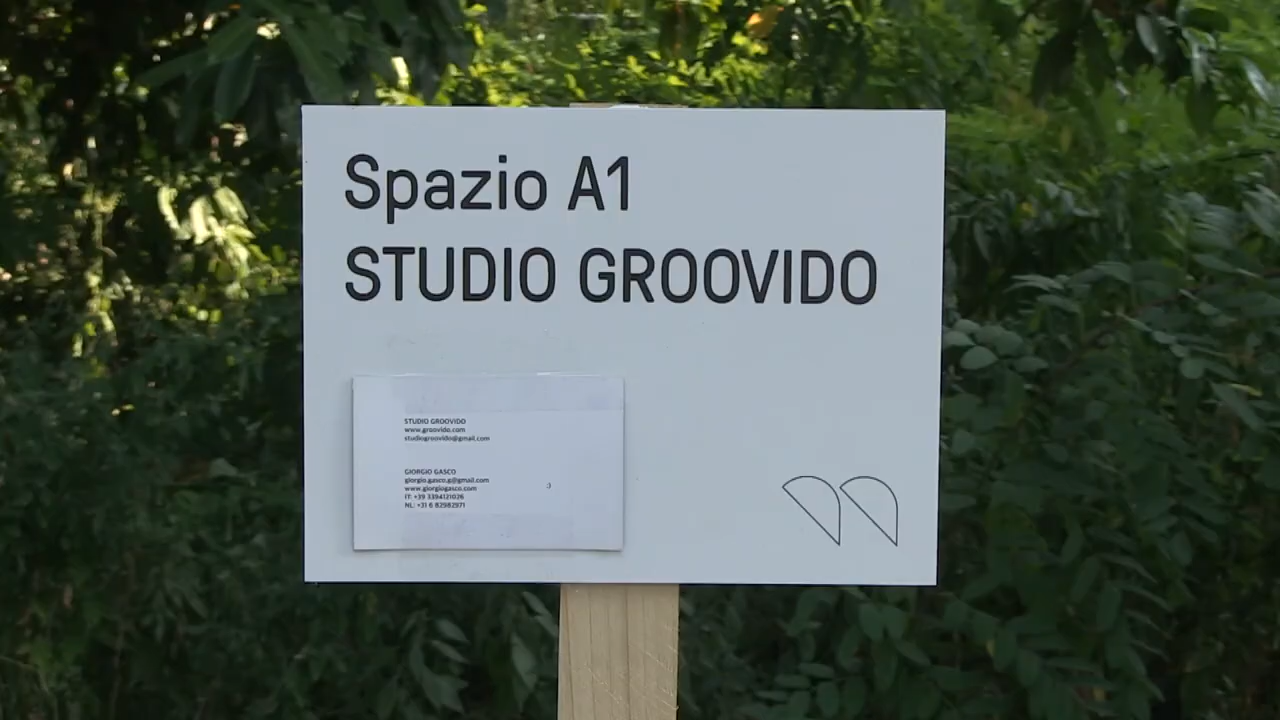 Spazio A1
STUDIO GROOVIDO
STUDIO GROOVIDO
www.groovido.com
studiogroovido@gmail.com
GIORGIO GASCO
giorgio.gasco.g@gmail.com
www.giorgiogasco.com
IT: +39 3394121026
NL: +31 6 82982971